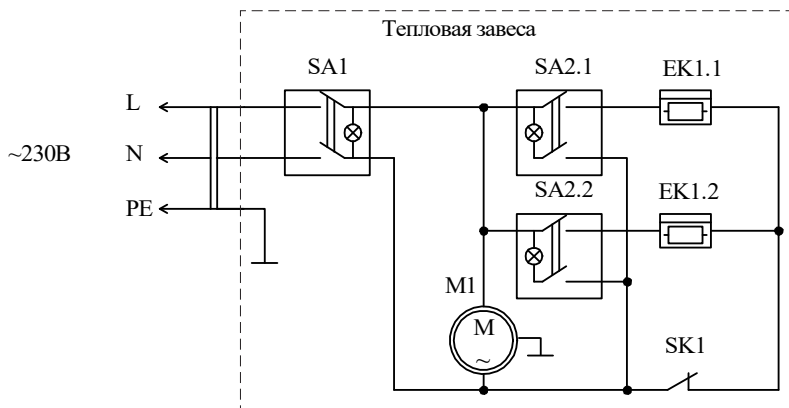 Тепловая завеса
SA1
SA2.1
EK1.1
L
~230В
N
PE
SA2.2
EK1.2
M1
M
~
SK1